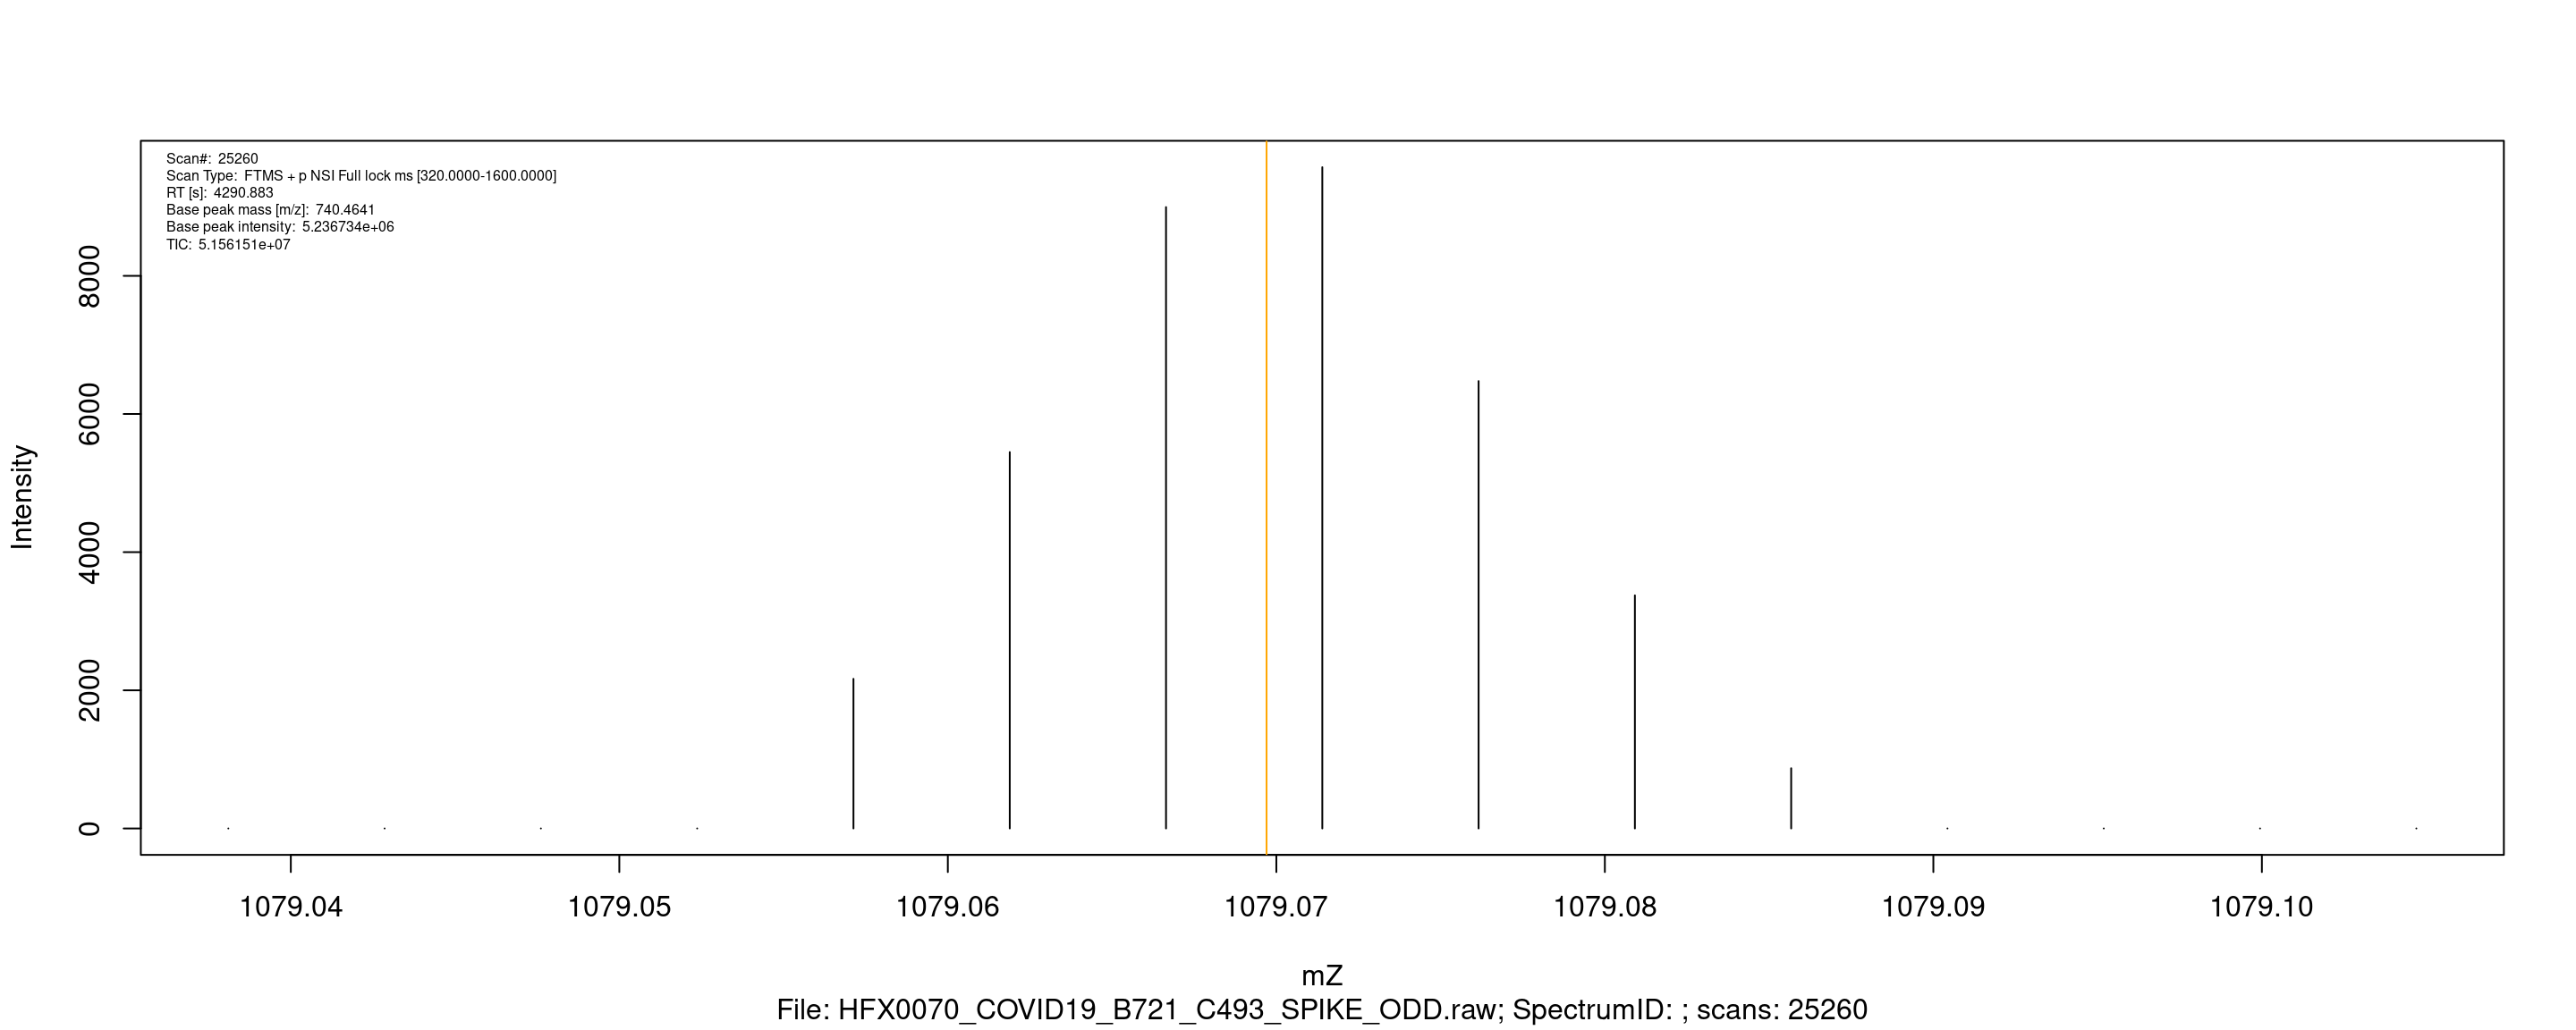 Scan#: 25260
Scan Type: FTMS + p NSI Full lock ms [320.0000-1600.0000]
RT [s]: 4290.883
Base peak mass [m/z]: 740.4641
Base peak intensity: 5.236734e+06
TIC: 5.156151e+07
Intensity
8000
6000
4000
2000
0
1079.04 1079.05 1079.06 1079.07 1079.08 1079.09 1079.10
mZ
File: HFX0070_COVID19_B721_C493_SPIKE_ODD.raw; SpectrumID: ; scans: 25260